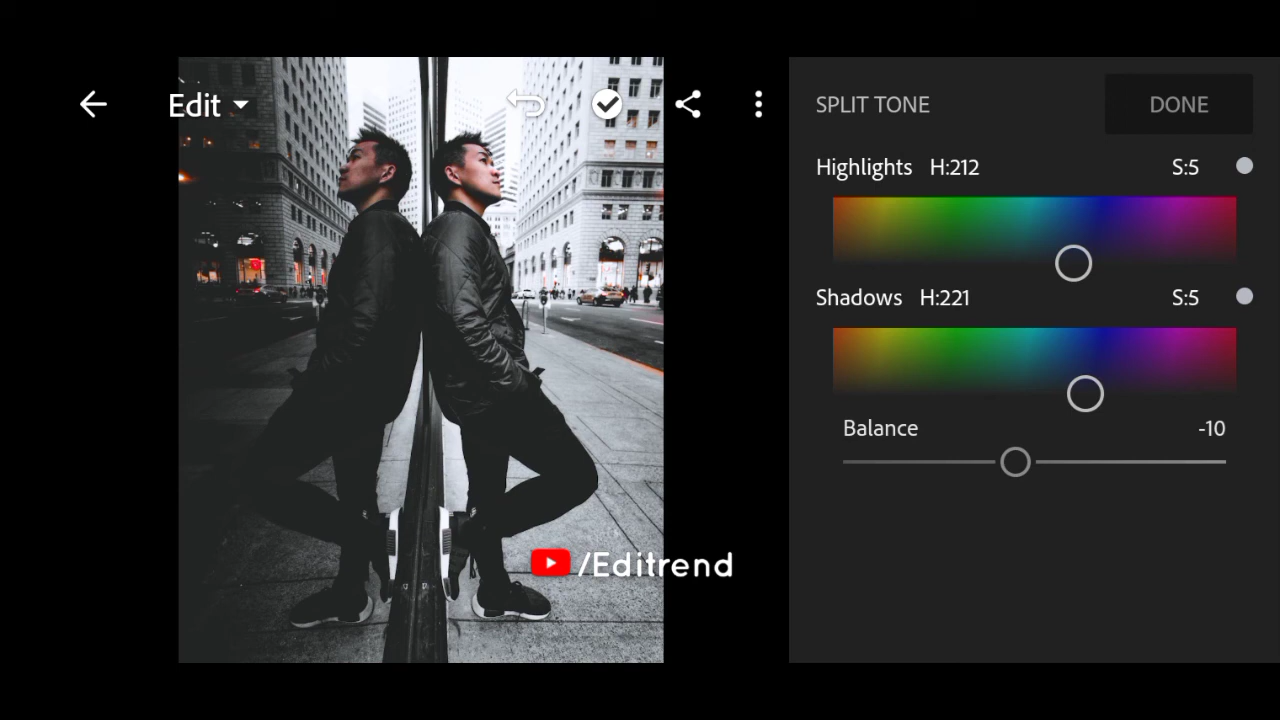 Edit
SPLIT TONE
DONE
Highlights H:212 S:5
Shadows H:221 S:5
Balance -10
/Editrend